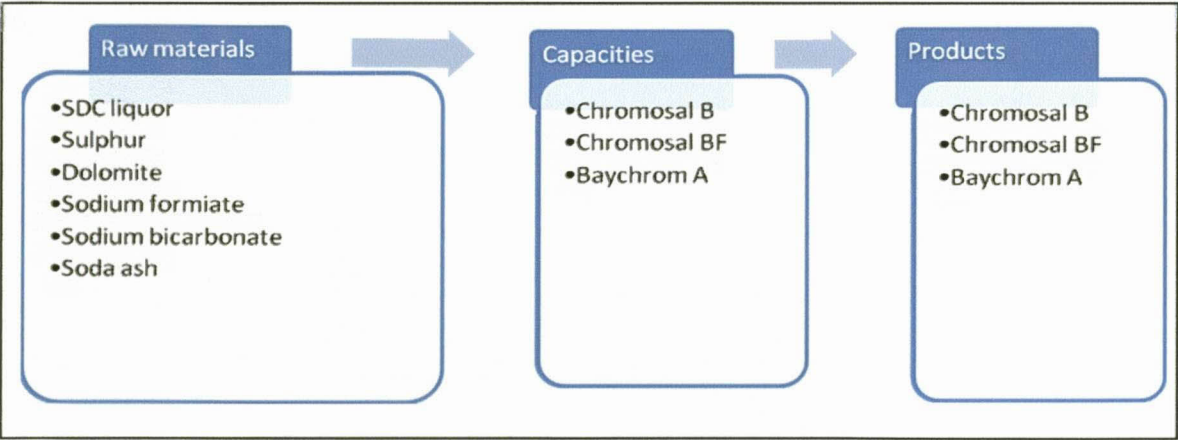 Raw materials
•SDC liquor
•Sulphur
•Dolomite
•Sodium formiate
•Sodium bicarbonate
•Soda ash
Capacities
•Chromosal B
•Chromosal BF
•Baychrom A
Products
•Chromosal B
•Chromosal BF
•Baychrom A